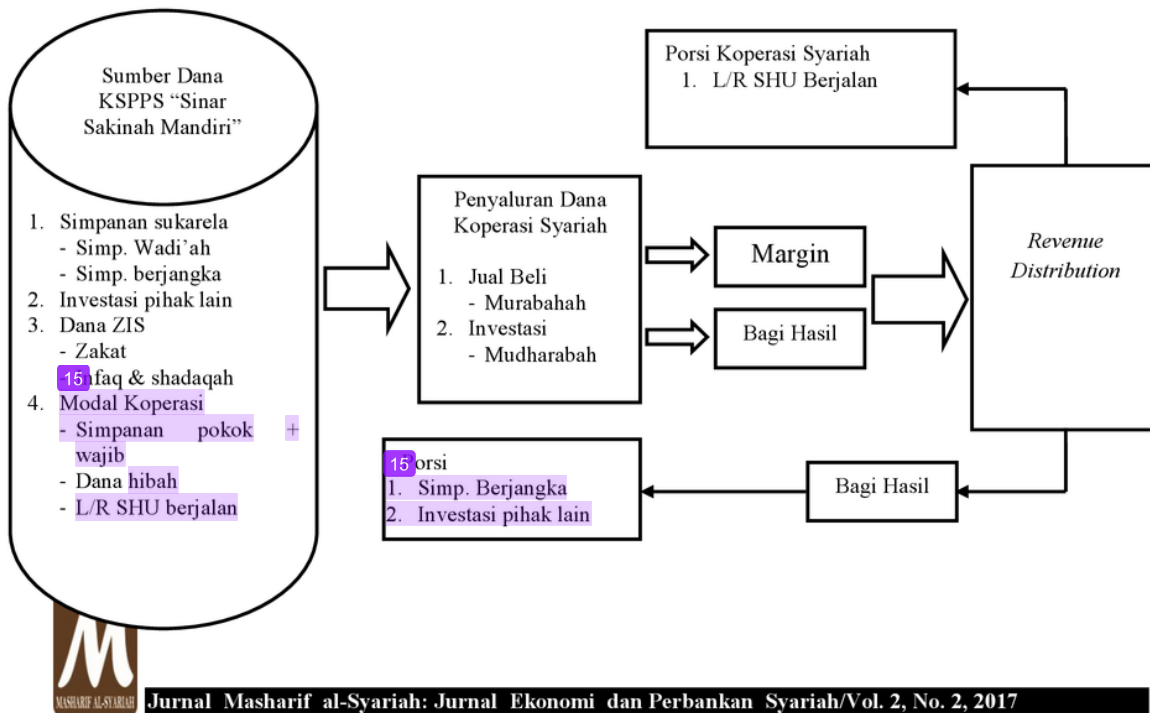 Sumber Dana
KSPPS “Sinar
Sakinah Mandiri”
1. Simpanan sukarela
- Simp. Wadi’ah
- Simp. berjangka
2. Investasi pihak lain
3. Dana ZIS
- Zakat
15 nfaq & shadaqah
4. Modal Koperasi
- Simpanan pokok +
wajib
- Dana hibah
- L/R SHU berjalan
Penyaluran Dana
Koperasi Syariah
1. Jual Beli
- Murabahah
2. Investasi
- Mudharabah
Margin
Bagi Hasil
Revenue
Distribution
Porsi Koperasi Syariah
1. L/R SHU Berjalan
Bagi Hasil
15 orsi
1. Simp. Berjangka
2. Investasi pihak lain
M
MASHARIF AL-SYARIAH
Jurnal Masharif al-Syariah: Jurnal Ekonomi dan Perbankan Syariah/Vol. 2, No. 2, 2017